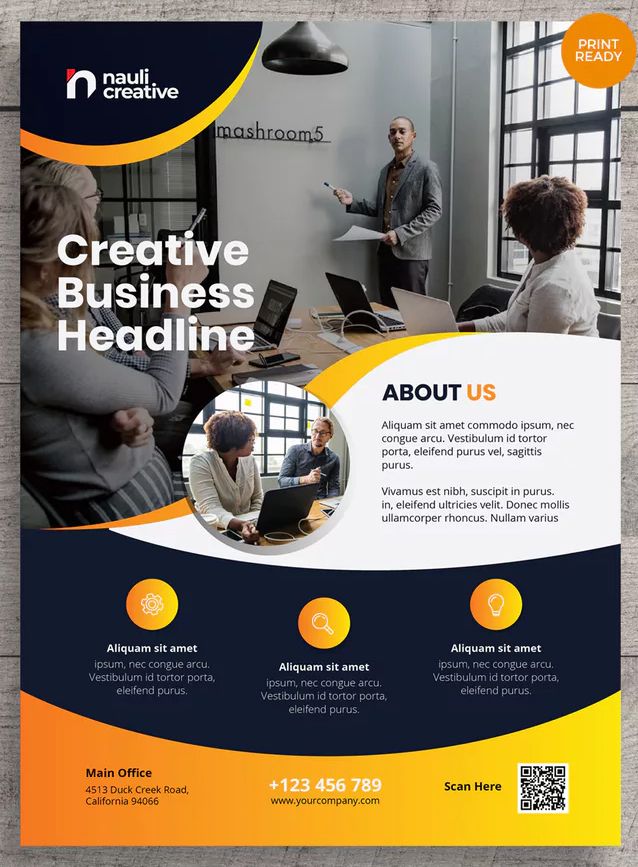 PRINT
READY
nauli
creative
mashroom5
Creative
Business
Headline
ABOUT US
Aliquam sit amet commodo ipsum, nec
congue arcu. Vestibulum id tortor
porta, eleifend purus vel, sagittis
purus.
Vivamus est nibh, suscipit in purus.
in, eleifend ultricies velit. Donec mollis
ullamcorper rhoncus. Nullam varius
Aliquam sit amet
ipsum, nec congue arcu.
Vestibulum id tortor porta,
eleifend purus.
Aliquam sit amet
ipsum, nec congue arcu.
Vestibulum id tortor porta,
eleifend purus.
Aliquam sit amet
ipsum, nec congue arcu.
Vestibulum id tortor porta,
eleifend purus.
Main Office
4513 Duck Creek Road,
California 94066
+123 456 789
www.yourcompany.com
Scan Here